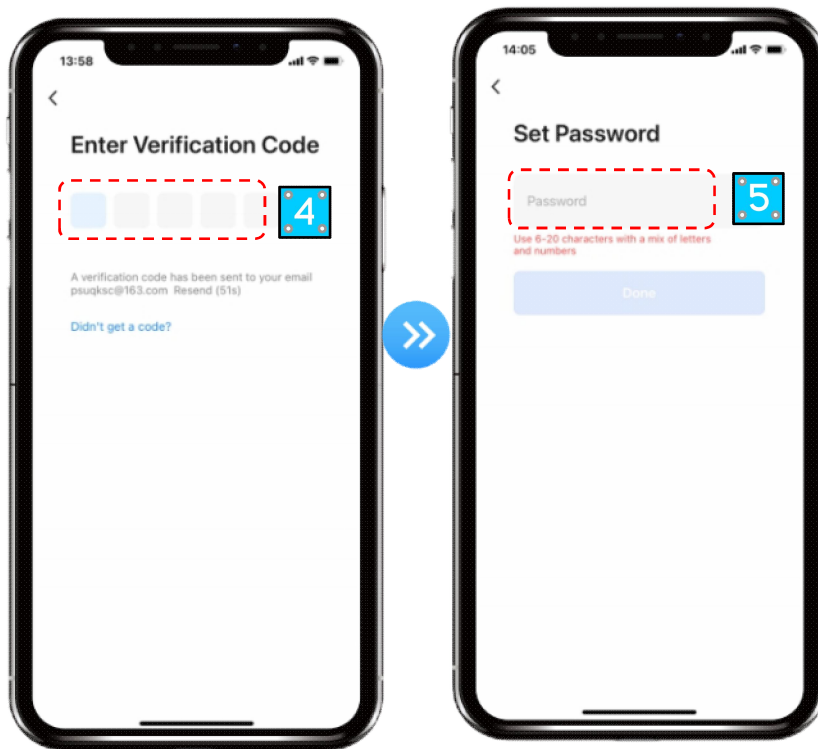 13:58
Enter Verification Code
4
A verification code has been sent to your email
psuqksc@163.com Resend (51s)
Didn't get a code?
14:05
Set Password
Password
5
Use 6-20 characters with a mix of letters
and numbers
Done